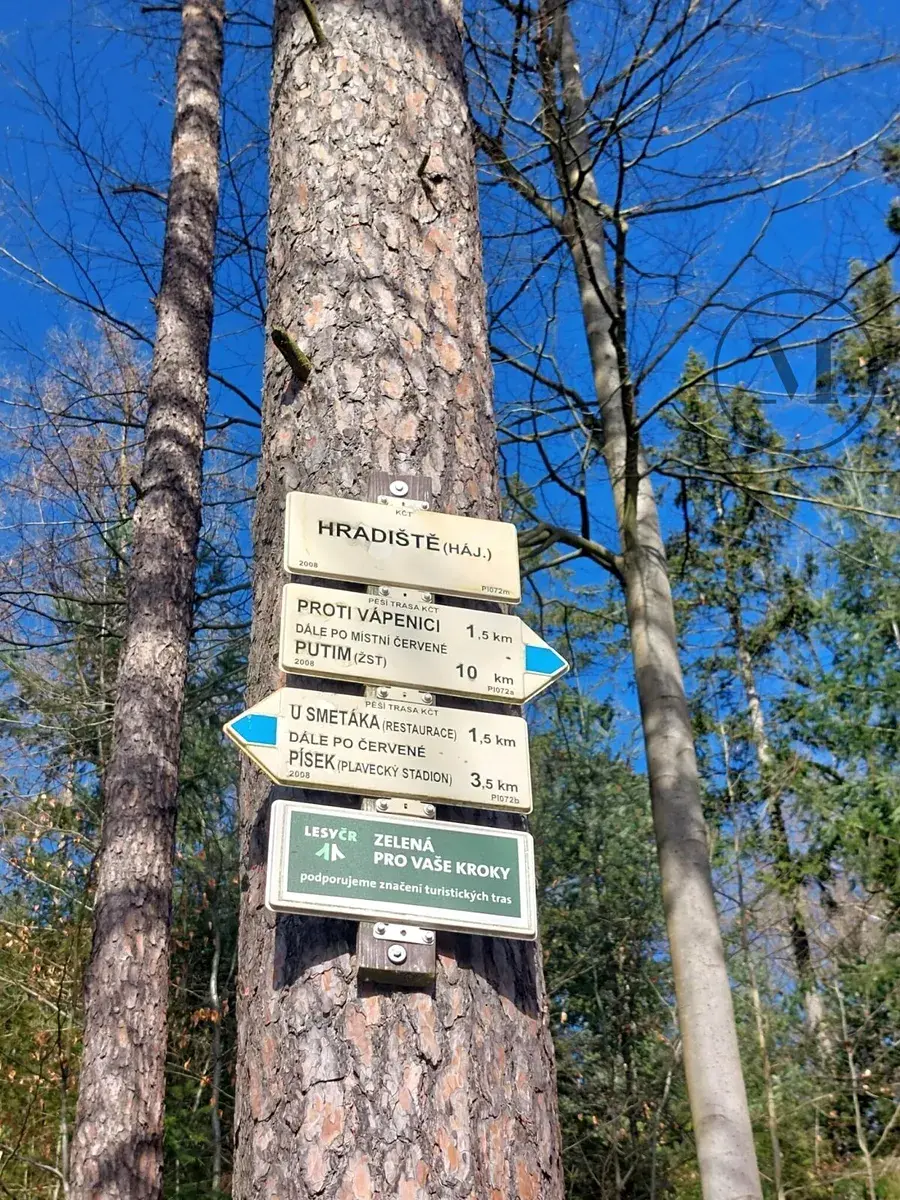 KČT
HRADIŠTĚ (HÁJ.)
2008 PI072m
PĚŠÍ TRASA KČT
PROTI VÁPENICI 1,5 km
DÁLE PO MÍSTNÍ ČERVENÉ
PUTIM (ŽST) 10 km
2008 PI072a
PĚŠÍ TRASA KČT
U SMETÁKA (RESTAURACE) 1,5 km
DÁLE PO ČERVENÉ
PÍSEK (PLAVECKÝ STADION) 3,5 km
2008 PI072b
LESY ČR
ZELENÁ
PRO VAŠE KROKY
podporujeme značení turistických tras